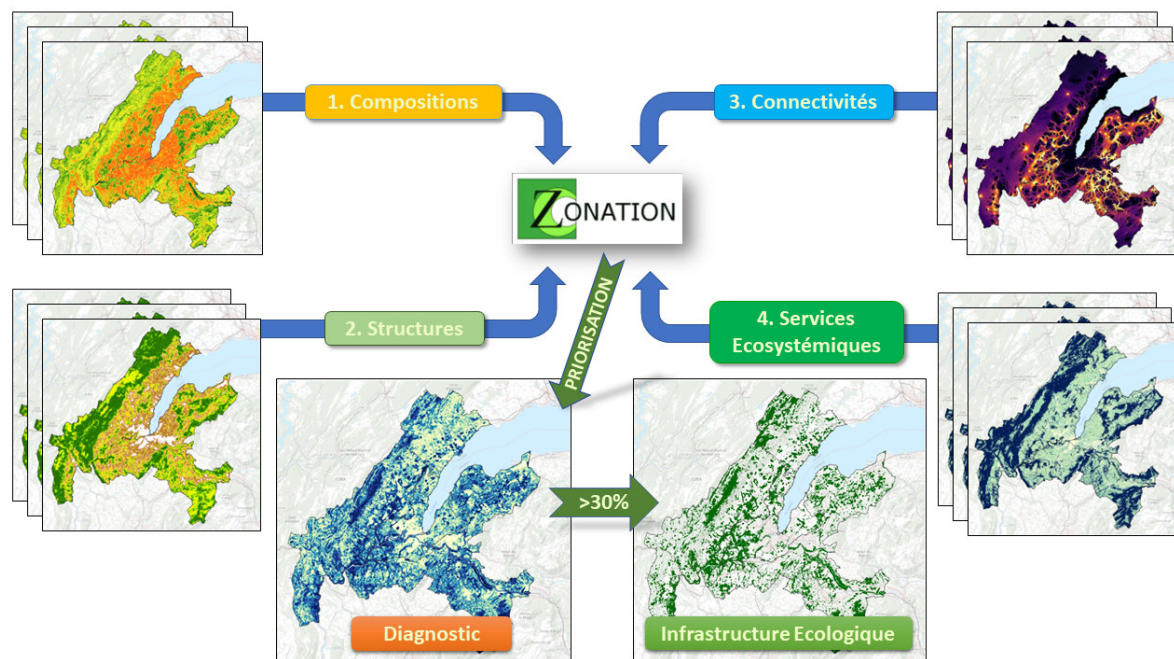 1. Compositions
3. Connectivités
ZONATION
2. Structures
4. Services
Ecosystémiques
PRIORISATION
>30%
Diagnostic
Infrastructure Ecologique